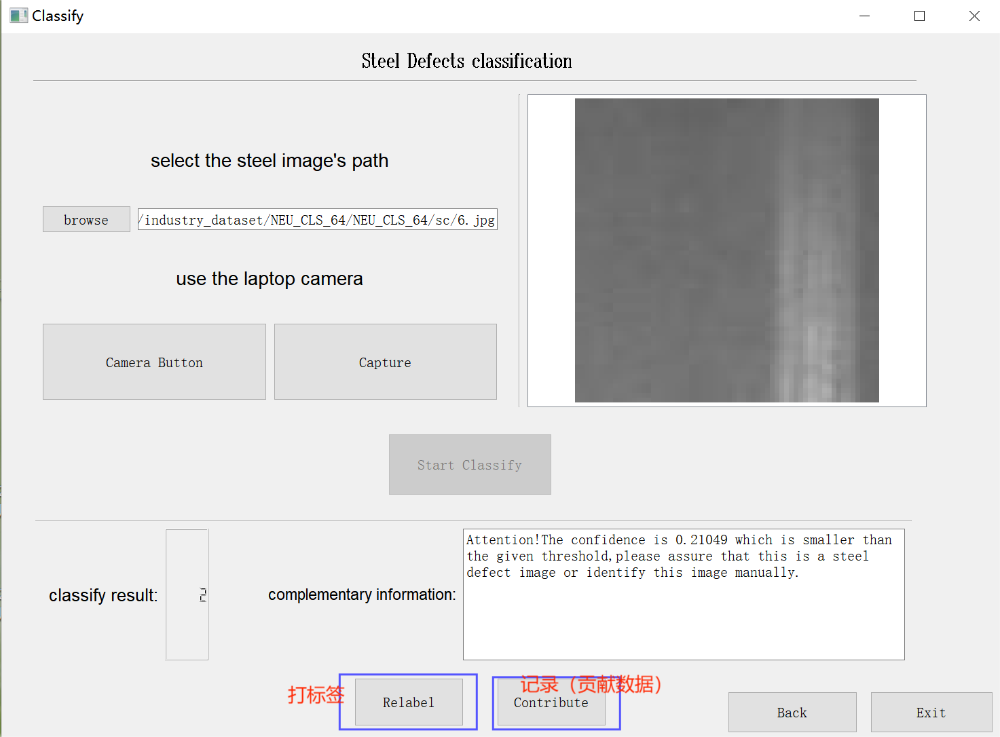 Classify
Steel Defects classification
select the steel image's path
browse
/industry_dataset/NEU_CLS_64/NEU_CLS_64/sc/6.jpg
use the laptop camera
Camera Button
Capture
Start Classify
classify result:
2
complementary information:
Attention!The confidence is 0.21049 which is smaller than
the given threshold,please assure that this is a steel
defect image or identify this image manually.
打标签
Relabel
记录（贡献数据）
Contribute
Back
Exit